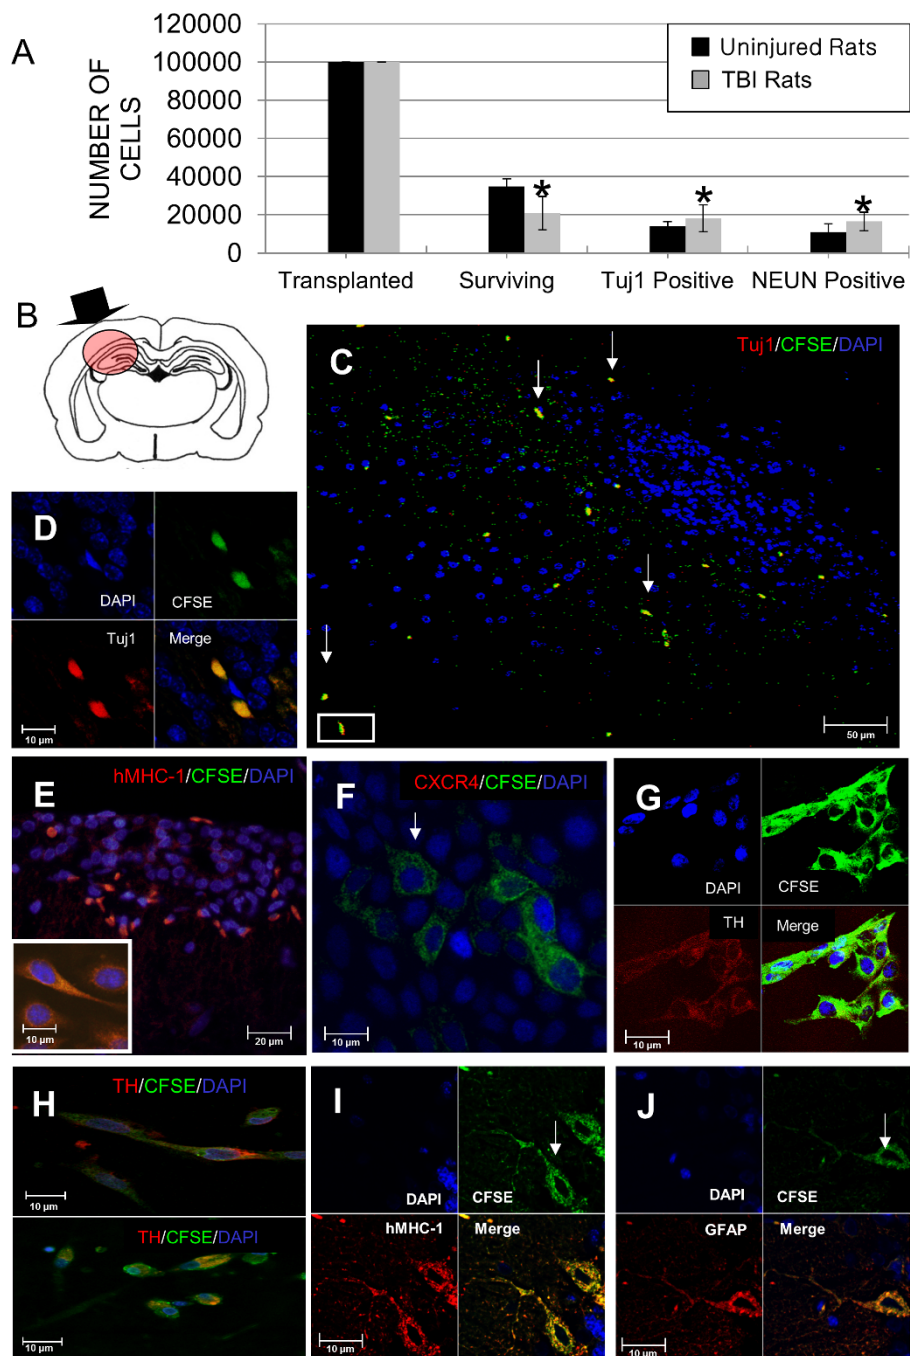 A
NUMBER OF
CELLS
120000
100000
80000
60000
40000
20000
0
Uninjured Rats
TBI Rats
* * *
Transplanted Surviving Tuj1 Positive NEUN Positive
B
C
Tuj1/CFSE/DAPI
50 µm
D
DAPI
CFSE
Tuj1
Merge
10 µm
E
hMHC-1/CFSE/DAPI
10 µm
20 µm
F
CXCR4/CFSE/DAPI
10 µm
G
DAPI
CFSE
TH
Merge
10 µm
H
TH/CFSE/DAPI
10 µm
TH/CFSE/DAPI
10 µm
I
DAPI
CFSE
hMHC-1
Merge
10 µm
J
DAPI
CFSE
GFAP
Merge
10 µm